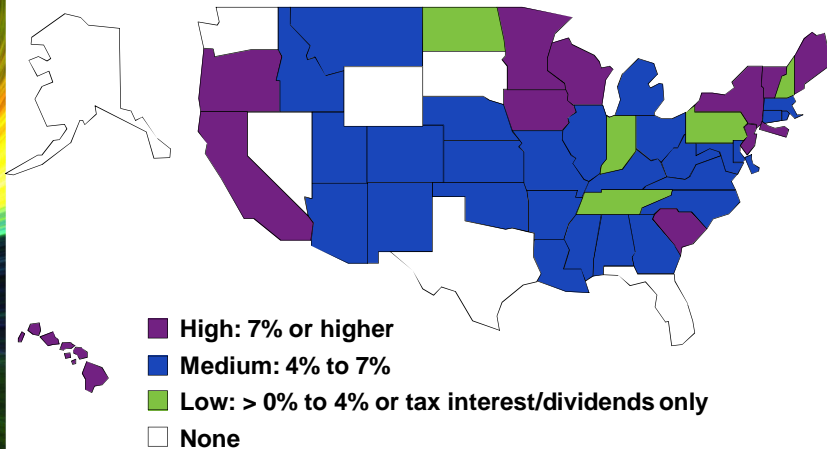 High: 7% or higher
Medium: 4% to 7%
Low: > 0% to 4% or tax interest/dividends only
None